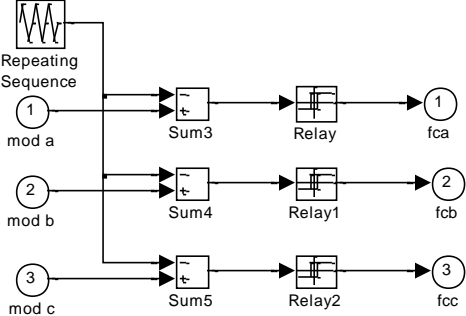 Repeating
Sequence
1
mod a
Sum3
Relay
1
fca
2
mod b
Sum4
Relay1
2
fcb
3
mod c
Sum5
Relay2
3
fcc